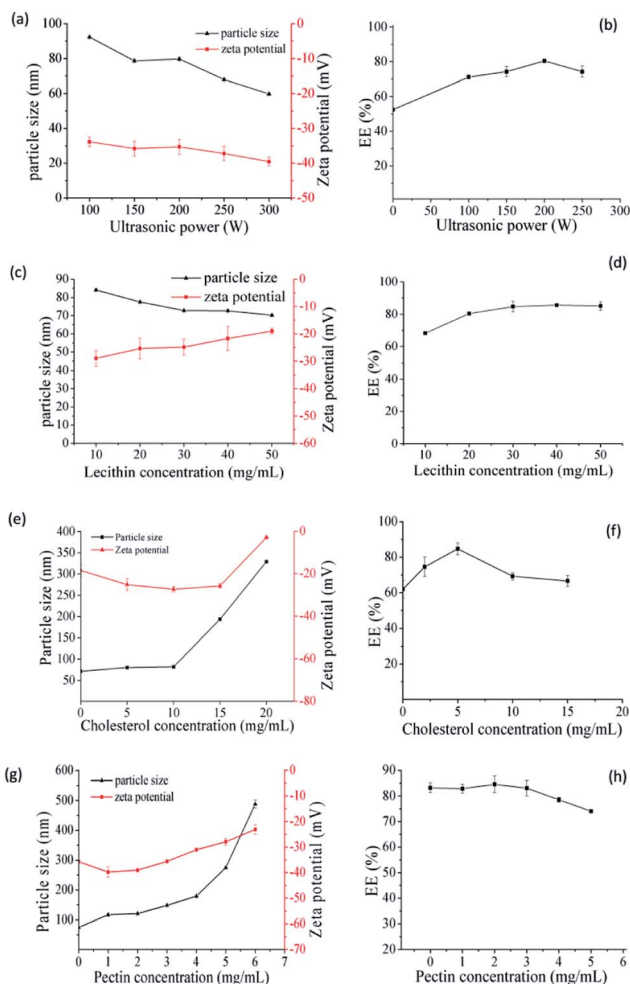 (a)
particle size
zeta potential
particle size (nm)
100
80
60
40
20
0
100 150 200 250 300
Ultrasonic power (W)
0
-10
-20
-30
-40
-50
Zeta potential (mV)
(b)
EE (%)
100
80
60
40
20
0 50 100 150 200 250 300
Ultrasonic power (W)
(c)
particle size
zeta potential
particle size (nm)
90
80
70
60
50
40
30
20
10
0
10 20 30 40 50
Lecithin concentration (mg/mL)
0
-10
-20
-30
-40
-50
-60
Zeta potential (mV)
(d)
EE (%)
100
80
60
40
20
0
10 20 30 40 50
Lecithin concentration (mg/mL)
(e)
Particle size
Zeta potential
Particle size (nm)
400
350
300
250
200
150
100
50
0 5 10 15 20
Cholesterol concentration (mg/mL)
0
-20
-40
-60
-80
Zeta potential (mV)
(f)
EE (%)
100
80
60
40
20
0 5 10 15 20
Cholesterol concentration (mg/mL)
(g)
particle size
zeta potential
Particle size (nm)
600
500
400
300
200
100
0 1 2 3 4 5 6 7
Pectin concentration (mg/mL)
0
-10
-20
-30
-40
-50
-60
-70
Zeta potential (mV)
(h)
EE (%)
90
80
70
60
50
40
30
20
0 1 2 3 4 5 6
Pectin concentration (mg/mL)